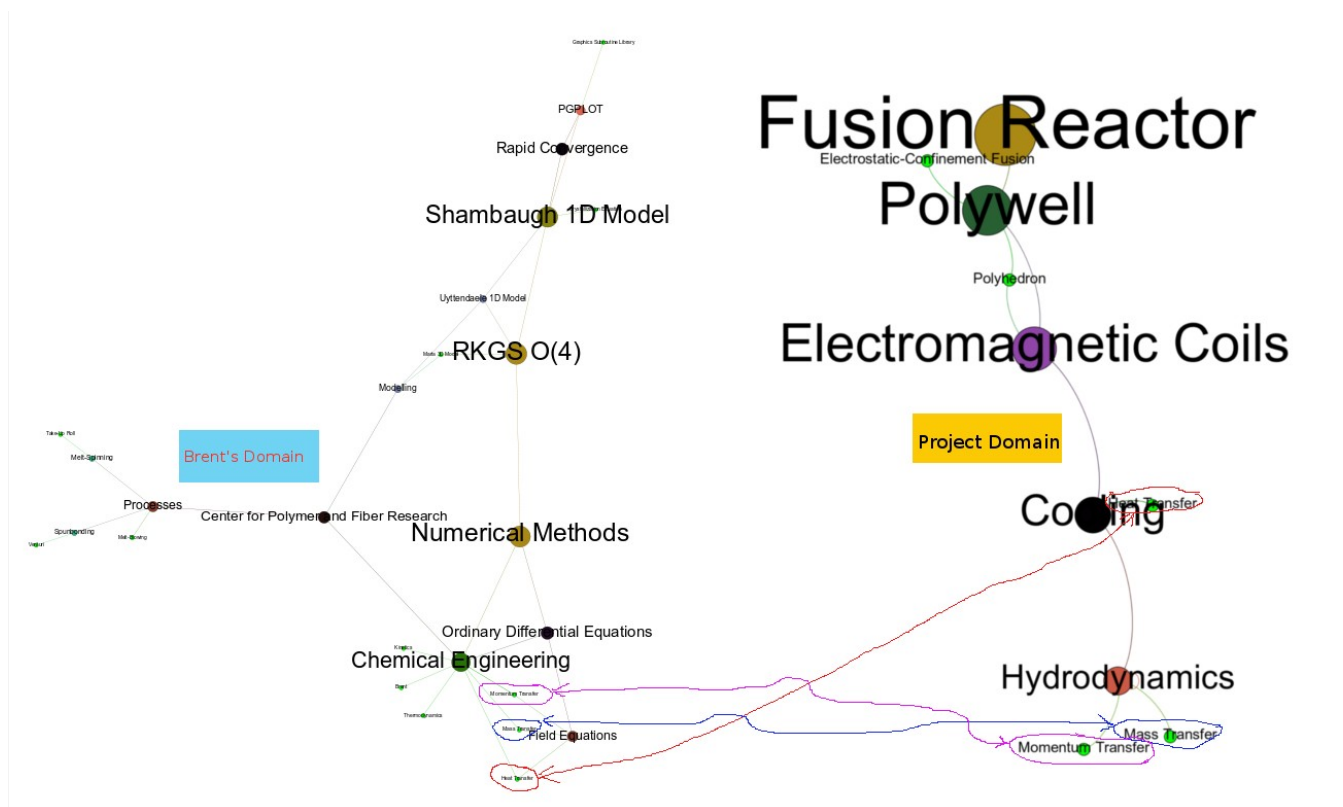 Graphics Subroutine Library
PGPLOT
Rapid Convergence
Shambaugh 1D Model
Uyttendaele 1D Model
RKGS O(4)
Modelling
Take-up Roll
Melt-Spinning
Brent's Domain
Processes
Center for Polymer and Fiber Research
Spunbonding
Venturi
Melt-Blowing
Numerical Methods
Ordinary Differential Equations
Kinetics
Chemical Engineering
Brent
Momentum Transfer
Thermodynamics
Mass Transfer
Field Equations
Heat Transfer
Fusion Reactor
Electrostatic-Confinement Fusion
Polywell
Polyhedron
Electromagnetic Coils
Project Domain
Heat Transfer
Cooling
Hydrodynamics
Mass Transfer
Momentum Transfer